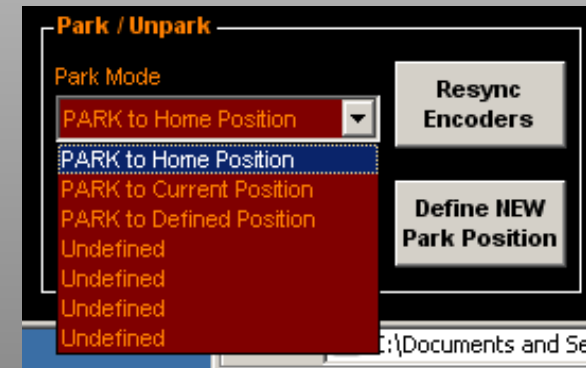 Park / Unpark
Park Mode
PARK to Home Position
Resync
Encoders
PARK to Home Position
PARK to Current Position
PARK to Defined Position
Undefined
Undefined
Undefined
Undefined
Define NEW
Park Position
:\Documents and Se